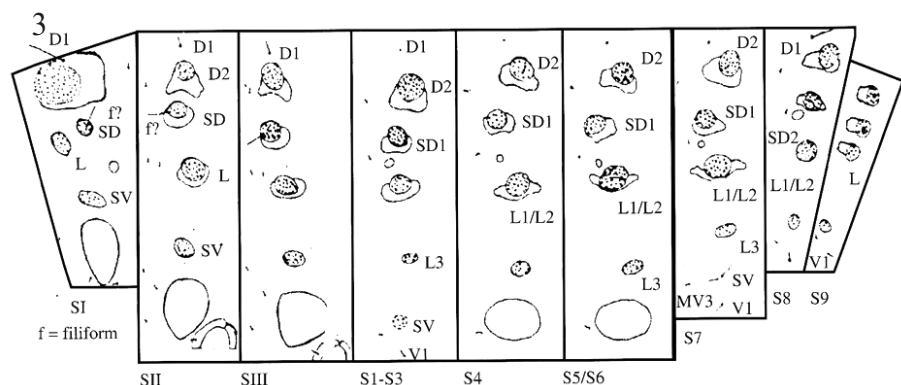 3
D1
f?
SD
L
SV
SI
f = filiform
D1
D2
f?
SD
L
SV
SII
D1
SIII
D1
D2
SD1
L3
SV
V1
S1-S3
D2
SD1
L1/L2
S4
D2
SD1
L1/L2
L3
S5/S6
D2
SD1
L1/L2
L3
SV
MV3
V1
S7
D1
SD2
L1/L2
S8
L
V1
S9